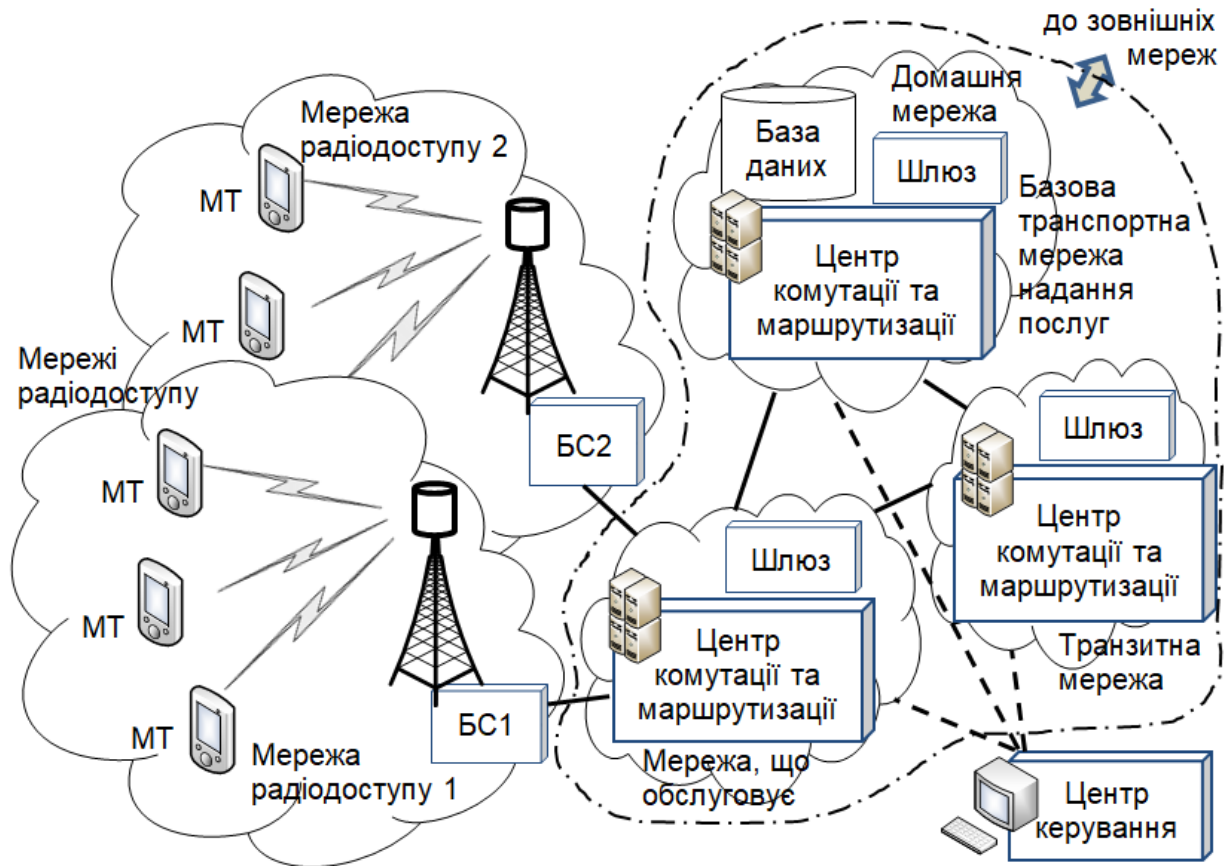 до зовнішніх
мереж
Домашня
мережа
База
даних
Шлюз
Базова
транспортна
мережа
надання
послуг
Центр
комутації та
маршрутизації
Мережа
радіодоступу 2
МТ
МТ
Мережі
радіодоступу
БС2
Шлюз
Центр
комутації та
маршрутизації
Транзитна
мережа
МТ
МТ
МТ
Мережа
радіодоступу 1
БС1
Шлюз
Центр
комутації та
маршрутизації
Мережа, що
обслуговує
Центр
керування